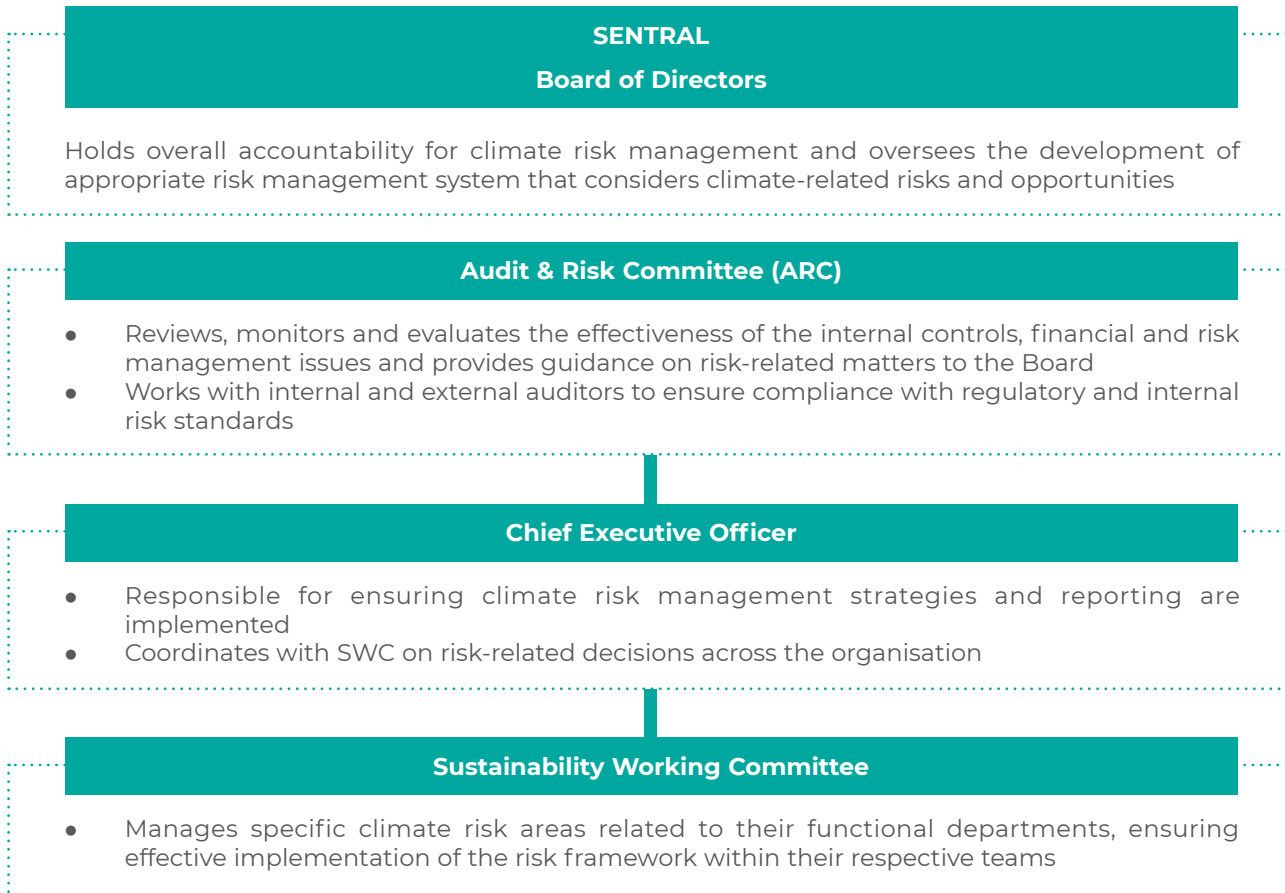 SENTRAL
Board of Directors
Holds overall accountability for climate risk management and oversees the development of
appropriate risk management system that considers climate-related risks and opportunities
Audit & Risk Committee (ARC)
● Reviews, monitors and evaluates the effectiveness of the internal controls, financial and risk
management issues and provides guidance on risk-related matters to the Board
● Works with internal and external auditors to ensure compliance with regulatory and internal
risk standards
Chief Executive Officer
● Responsible for ensuring climate risk management strategies and reporting are
implemented
● Coordinates with SWC on risk-related decisions across the organisation
Sustainability Working Committee
● Manages specific climate risk areas related to their functional departments, ensuring
effective implementation of the risk framework within their respective teams